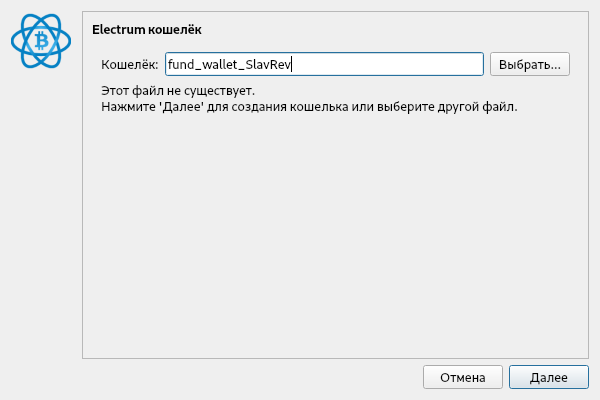 Electrum кошелёк
Кошелёк: fund_wallet_SlavRev Выбрать...
Этот файл не существует.
Нажмите 'Далее' для создания кошелька или выберите другой файл.
Отмена Далее